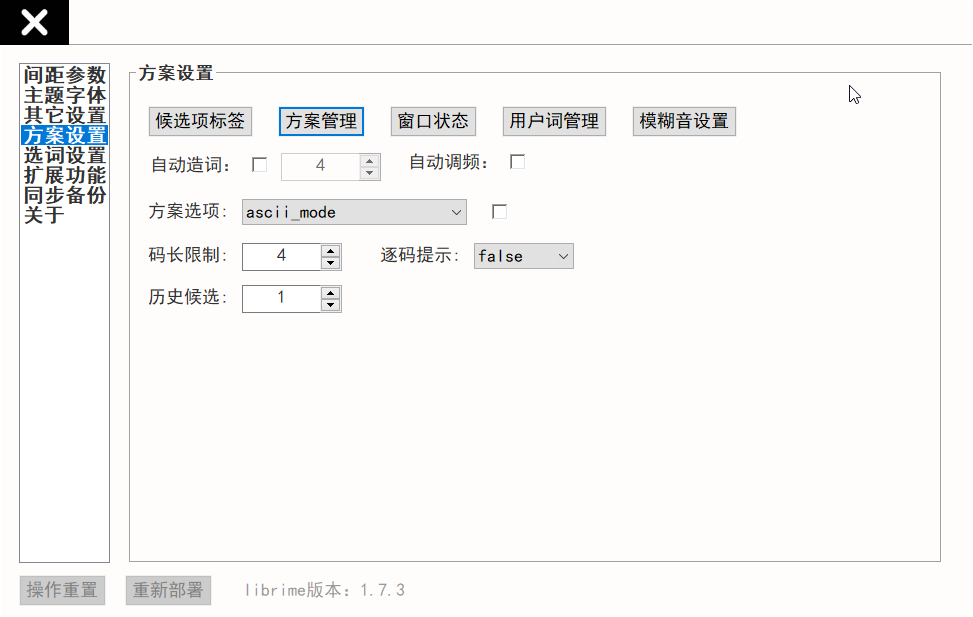 间距参数
主题字体
其它设置
方案设置
选词设置
扩展功能
同步备份
关于
方案设置
候选项标签 方案管理 窗口状态 用户词管理 模糊音设置
自动造词： 4 自动调频：
方案选项： ascii_mode
码长限制： 4 逐码提示： false
历史候选： 1
操作重置 重新部署 librime版本：1.7.3